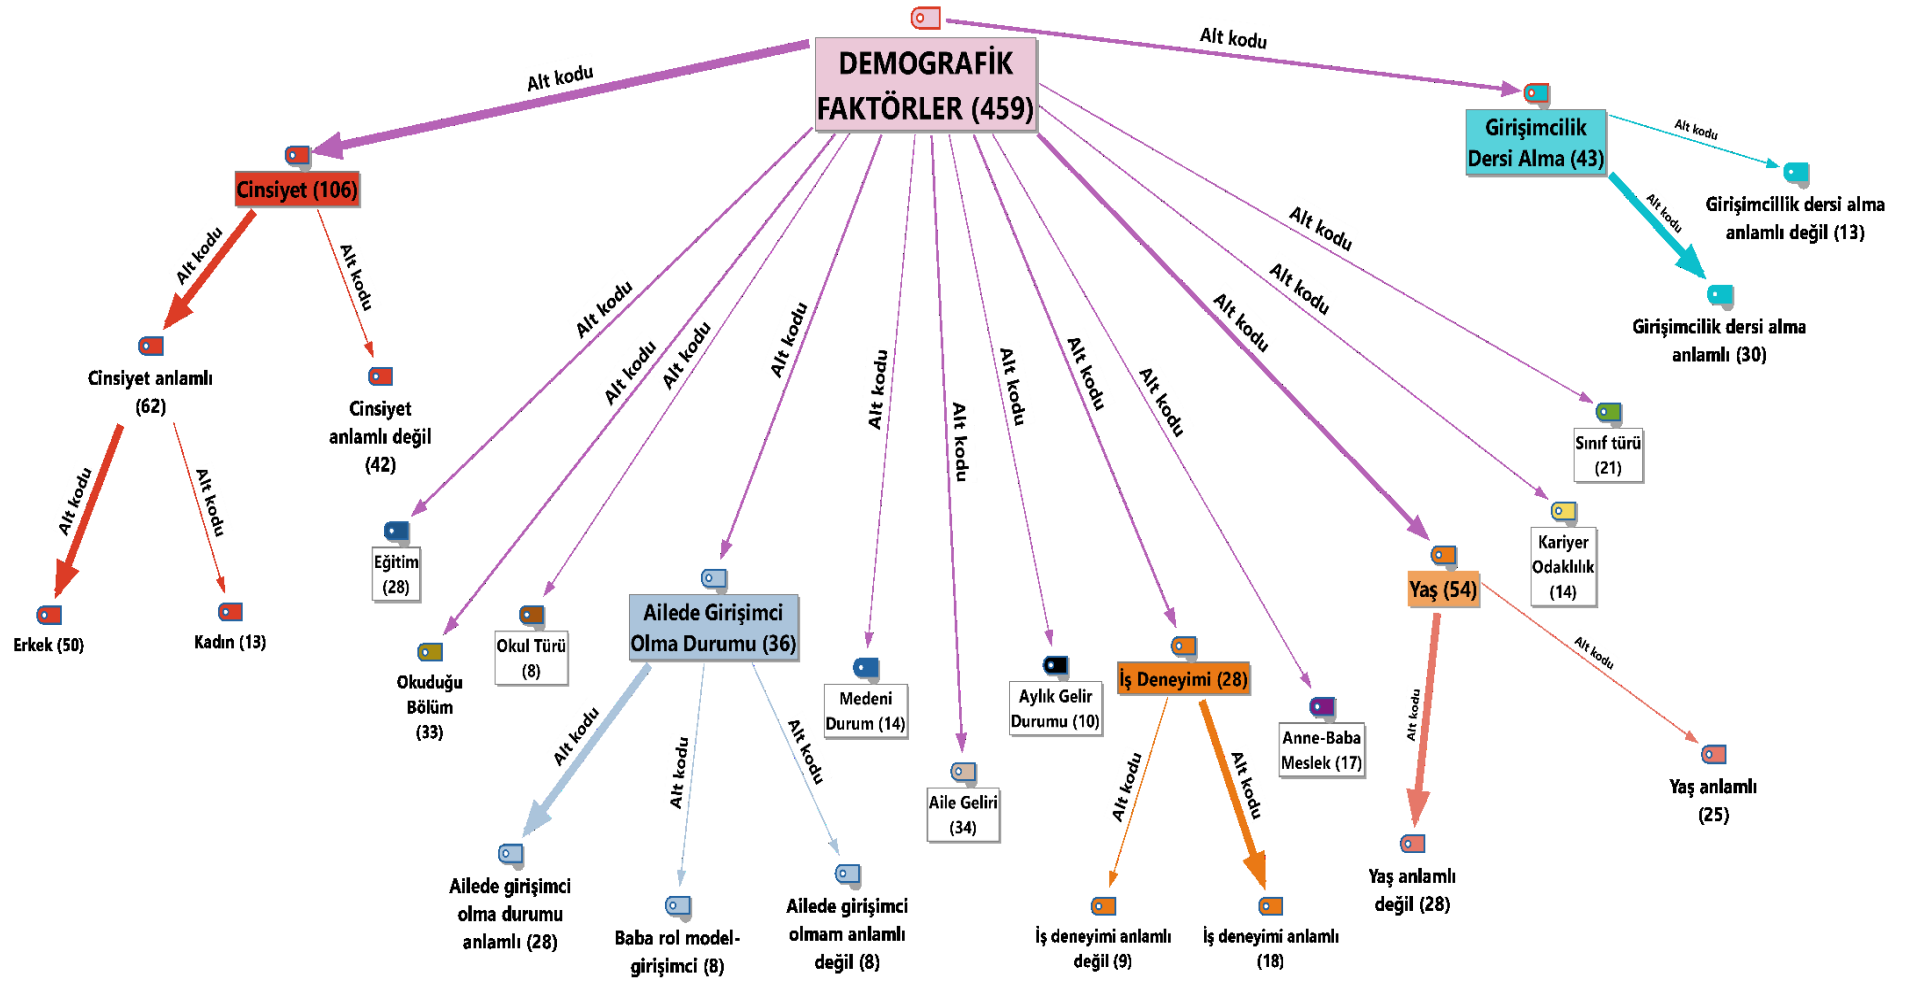 DEMOGRAFİK
FAKTÖRLER (459)
Alt kodu
Alt kodu
Girişimcilik
Dersi Alma (43)
Alt kodu
Girişimcillik dersi alma
anlamlı değil (13)
Alt kodu
Girişimcilik dersi alma
anlamlı (30)
Cinsiyet (106)
Alt kodu
Alt kodu
Cinsiyet anlamlı
(62)
Cinsiyet
anlamlı değil
(42)
Alt kodu
Alt kodu
Erkek (50)
Kadın (13)
Alt kodu
Alt kodu
Alt kodu
Alt kodu
Alt kodu
Alt kodu
Alt kodu
Alt kodu
Alt kodu
Alt kodu
Alt kodu
Alt kodu
Eğitim
(28)
Okuduğu
Bölüm
(33)
Okul Türü
(8)
Ailede Girişimci
Olma Durumu (36)
Alt kodu
Alt kodu
Alt kodu
Ailede girişimci
olma durumu
anlamlı (28)
Baba rol model-
girişimci (8)
Ailede girişimci
olmam anlamlı
değil (8)
Medeni
Durum (14)
Aile Geliri
(34)
Aylık Gelir
Durumu (10)
İş Deneyimi (28)
Alt kodu
Alt kodu
İş deneyimi anlamlı
değil (9)
İş deneyimi anlamlı
(18)
Anne-Baba
Meslek (17)
Yaş (54)
Alt kodu
Alt kodu
Yaş anlamlı
değil (28)
Yaş anlamlı
(25)
Kariyer
Odaklılık
(14)
Sınıf türü
(21)